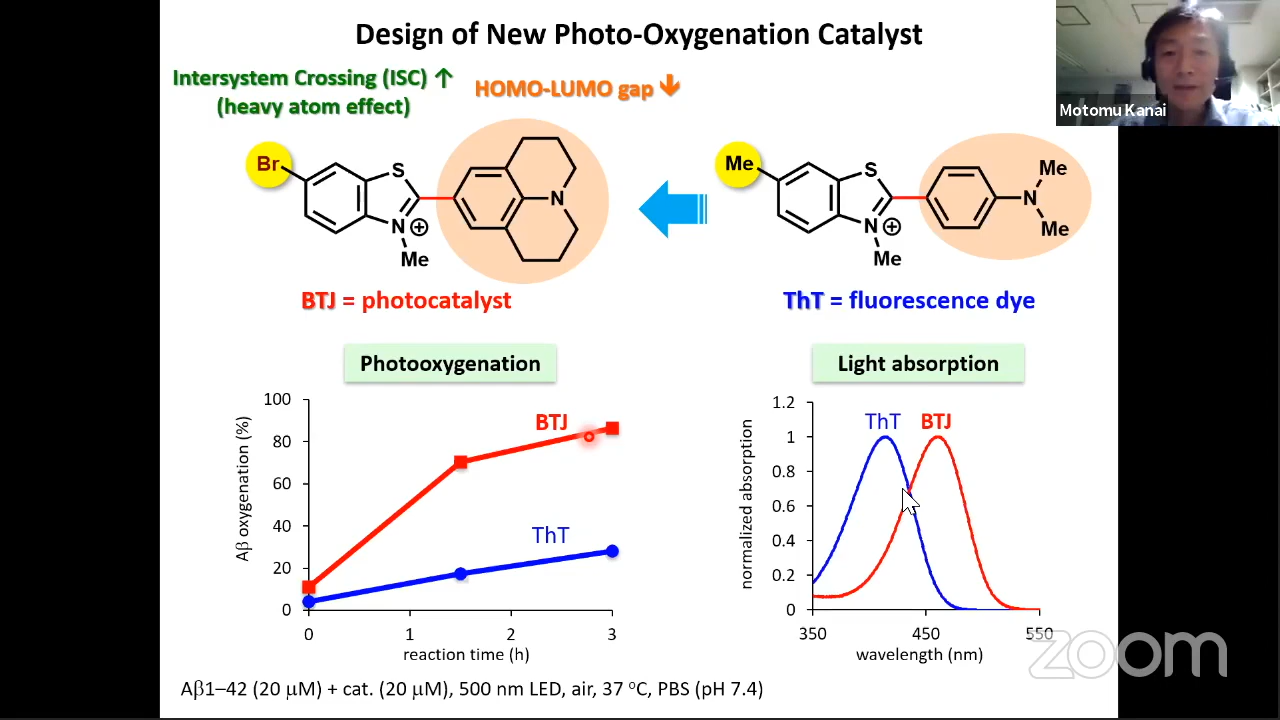 Design of New Photo-Oxygenation Catalyst
Motomu Kanai
Intersystem Crossing (ISC) ↑
(heavy atom effect)
HOMO-LUMO gap ↓
Br
S
N
N
⊕
Me
Me
S
N
N
⊕
Me
Me
Me
BTJ = photocatalyst
ThT = fluorescence dye
Photooxygenation
Light absorption
Aβ oxygenation (%)
100
80
60
40
20
0
BTJ
ThT
0 1 2 3
reaction time (h)
normalized absorption
1.2
1
0.8
0.6
0.4
0.2
0
ThT BTJ
350 450 550
wavelength (nm)
zoom
Aβ1–42 (20 μM) + cat. (20 μM), 500 nm LED, air, 37 °C, PBS (pH 7.4)